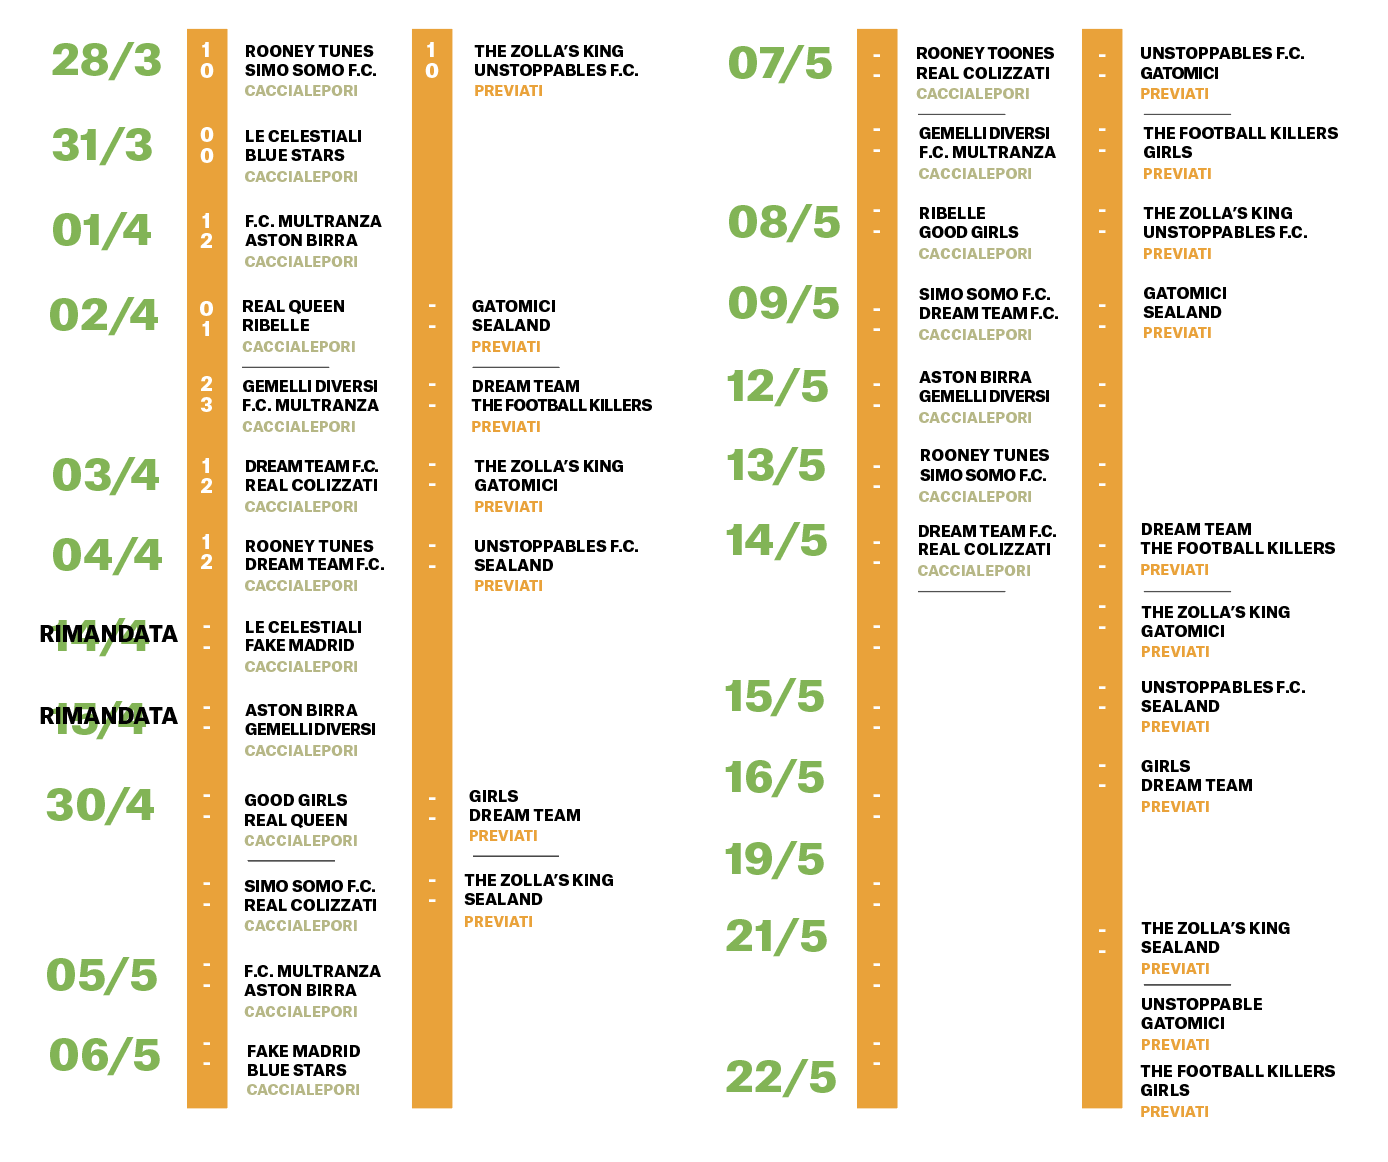 28/3
1
0
ROONEY TUNES
SIMO SOMO F.C.
CACCIALEPORI
1
0
THE ZOLLA'S KING
UNSTOPPABLES F.C.
PREVIATI
31/3
0
0
LE CELESTIALI
BLUE STARS
CACCIALEPORI
01/4
1
2
F.C. MULTRANZA
ASTON BIRRA
CACCIALEPORI
02/4
0
1
REAL QUEEN
RIBELLE
CACCIALEPORI
-
-
GATOMICI
SEALAND
PREVIATI
2
3
GEMELLI DIVERSI
F.C. MULTRANZA
CACCIALEPORI
-
-
DREAM TEAM
THE FOOTBALL KILLERS
PREVIATI
03/4
1
2
DREAM TEAM F.C.
REAL COLIZZATI
CACCIALEPORI
-
-
THE ZOLLA'S KING
GATOMICI
PREVIATI
04/4
1
2
ROONEY TUNES
DREAM TEAM F.C.
CACCIALEPORI
-
-
UNSTOPPABLES F.C.
SEALAND
PREVIATI
14/4
RIMANDATA
-
-
LE CELESTIALI
FAKE MADRID
CACCIALEPORI
15/4
RIMANDATA
-
-
ASTON BIRRA
GEMELLI DIVERSI
CACCIALEPORI
30/4
-
-
GOOD GIRLS
REAL QUEEN
CACCIALEPORI
-
-
GIRLS
DREAM TEAM
PREVIATI
-
-
SIMO SOMO F.C.
REAL COLIZZATI
CACCIALEPORI
-
-
THE ZOLLA'S KING
SEALAND
PREVIATI
05/5
-
-
F.C. MULTRANZA
ASTON BIRRA
CACCIALEPORI
06/5
-
-
FAKE MADRID
BLUE STARS
CACCIALEPORI
07/5
-
-
ROONEY TOONES
REAL COLIZZATI
CACCIALEPORI
-
-
UNSTOPPABLES F.C.
GATOMICI
PREVIATI
-
-
GEMELLI DIVERSI
F.C. MULTRANZA
CACCIALEPORI
-
-
THE FOOTBALL KILLERS
GIRLS
PREVIATI
08/5
-
-
RIBELLE
GOOD GIRLS
CACCIALEPORI
-
-
THE ZOLLA'S KING
UNSTOPPABLES F.C.
PREVIATI
09/5
-
-
SIMO SOMO F.C.
DREAM TEAM F.C.
CACCIALEPORI
-
-
GATOMICI
SEALAND
PREVIATI
12/5
-
-
ASTON BIRRA
GEMELLI DIVERSI
CACCIALEPORI
-
-
13/5
-
-
ROONEY TUNES
SIMO SOMO F.C.
CACCIALEPORI
-
-
14/5
-
-
DREAM TEAM F.C.
REAL COLIZZATI
CACCIALEPORI
-
-
DREAM TEAM
THE FOOTBALL KILLERS
PREVIATI
-
-
-
-
THE ZOLLA'S KING
GATOMICI
PREVIATI
15/5
-
-
-
-
UNSTOPPABLES F.C.
SEALAND
PREVIATI
16/5
-
-
-
-
GIRLS
DREAM TEAM
PREVIATI
19/5
-
-
21/5
-
-
-
-
THE ZOLLA'S KING
SEALAND
PREVIATI
UNSTOPPABLE
GATOMICI
PREVIATI
22/5
-
-
THE FOOTBALL KILLERS
GIRLS
PREVIATI